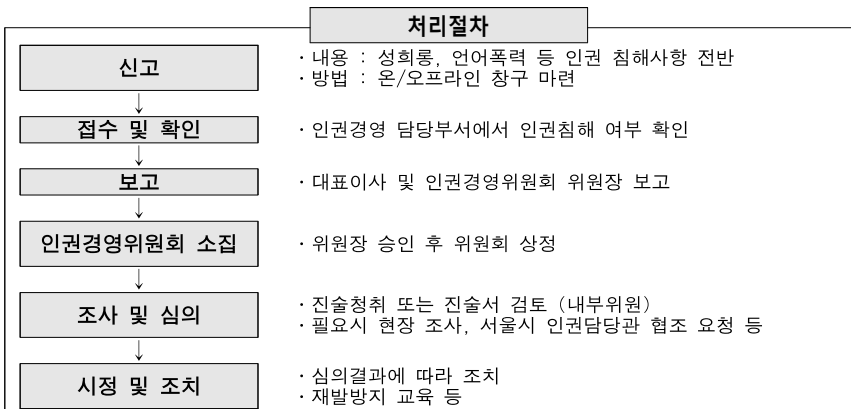 처리절차
신고
· 내용 : 성희롱, 언어폭력 등 인권 침해사항 전반
· 방법 : 온/오프라인 창구 마련
↓
접수 및 확인
· 인권경영 담당부서에서 인권침해 여부 확인
↓
보고
· 대표이사 및 인권경영위원회 위원장 보고
↓
인권경영위원회 소집
· 위원장 승인 후 위원회 상정
↓
조사 및 심의
· 진술청취 또는 진술서 검토 (내부위원)
· 필요시 현장 조사, 서울시 인권담당관 협조 요청 등
↓
시정 및 조치
· 심의결과에 따라 조치
· 재발방지 교육 등